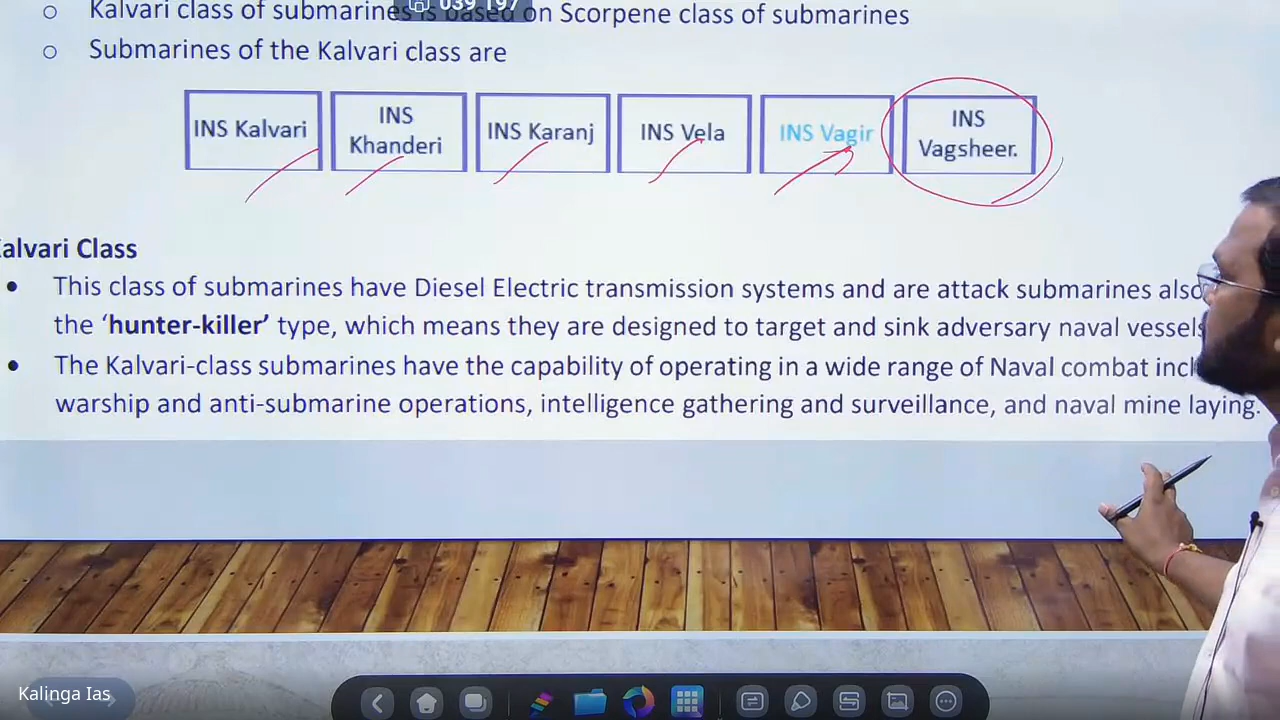 o Kalvari class of submarines is based on Scorpene class of submarines
o Submarines of the Kalvari class are
INS Kalvari
INS
Khanderi
INS Karanj
INS Vela
INS Vagir
INS
Vagsheer.
alvari Class
• This class of submarines have Diesel Electric transmission systems and are attack submarines also
the ‘hunter-killer’ type, which means they are designed to target and sink adversary naval vessels
• The Kalvari-class submarines have the capability of operating in a wide range of Naval combat incl
warship and anti-submarine operations, intelligence gathering and surveillance, and naval mine laying.
Kalinga Ias